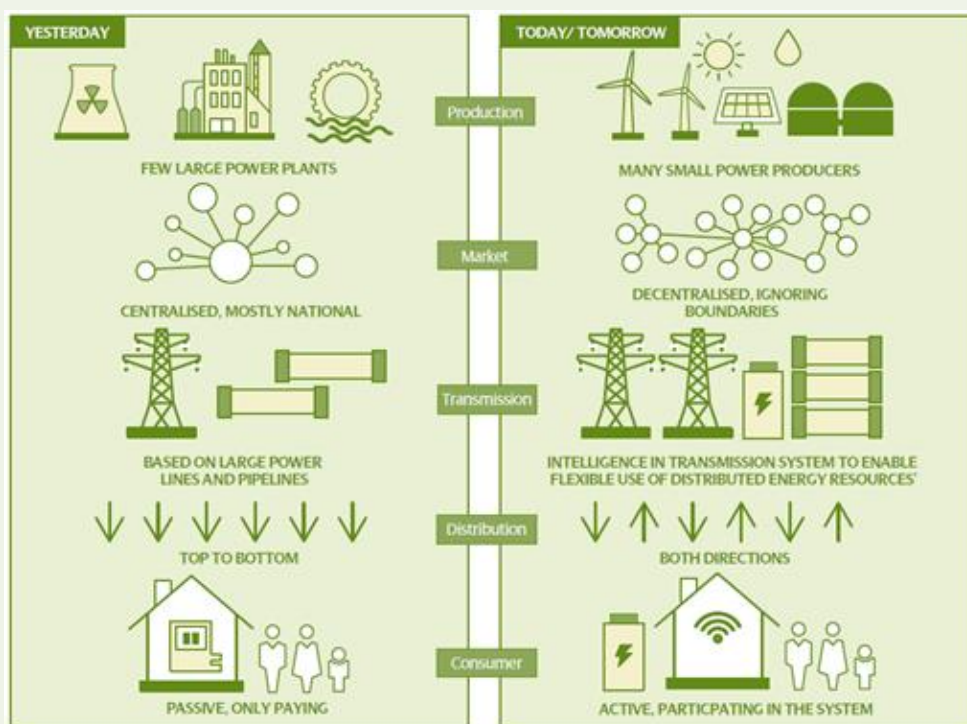 YESTERDAY
TODAY/ TOMORROW
Production
FEW LARGE POWER PLANTS
MANY SMALL POWER PRODUCERS
Market
CENTRALISED, MOSTLY NATIONAL
DECENTRALISED, IGNORING
BOUNDARIES
Transmission
BASED ON LARGE POWER
LINES AND PIPELINES
INTELLIGENCE IN TRANSMISSION SYSTEM TO ENABLE
FLEXIBLE USE OF DISTRIBUTED ENERGY RESOURCES'
Distribution
TOP TO BOTTOM
BOTH DIRECTIONS
Consumer
PASSIVE, ONLY PAYING
ACTIVE, PARTICPATING IN THE SYSTEM